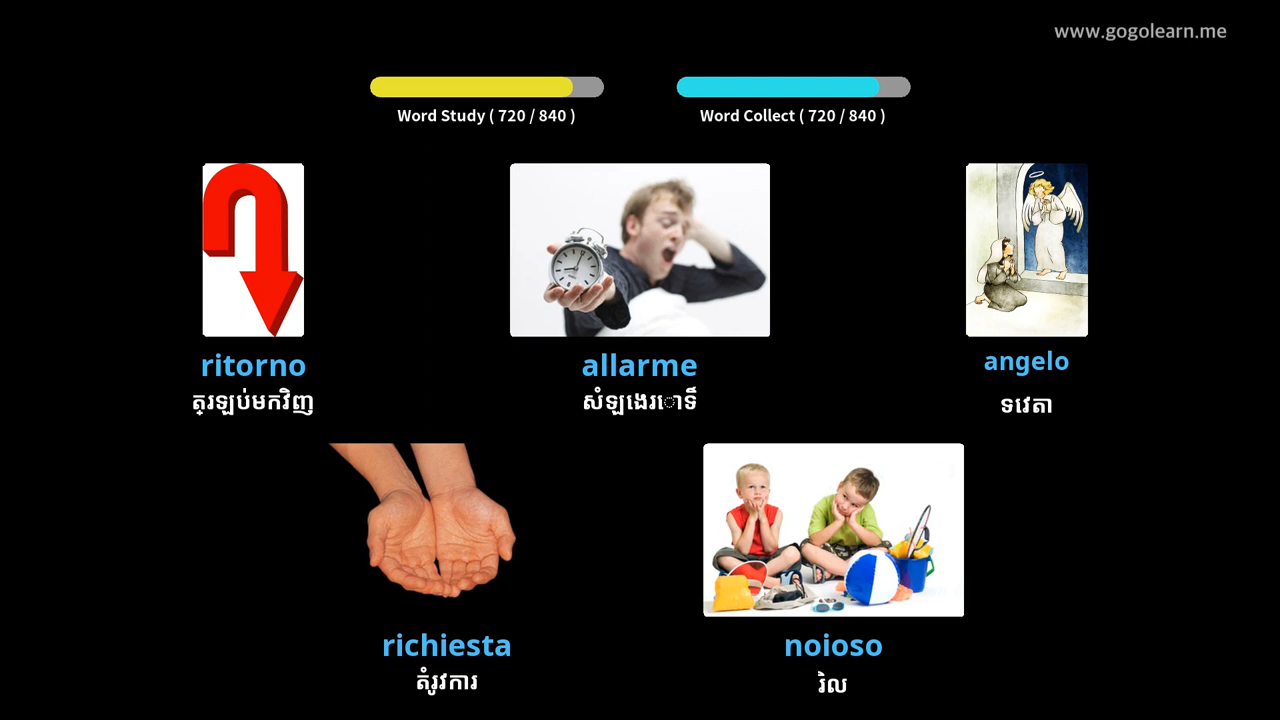 www.gogolearn.me
Word Study ( 720 / 840 )
Word Collect ( 720 / 840 )
ritorno
ត្រឡប់មកវិញ
allarme
សំឡេងរោទិ៍
angelo
ទវេតា
richiesta
តំរូវការ
noioso
រិល